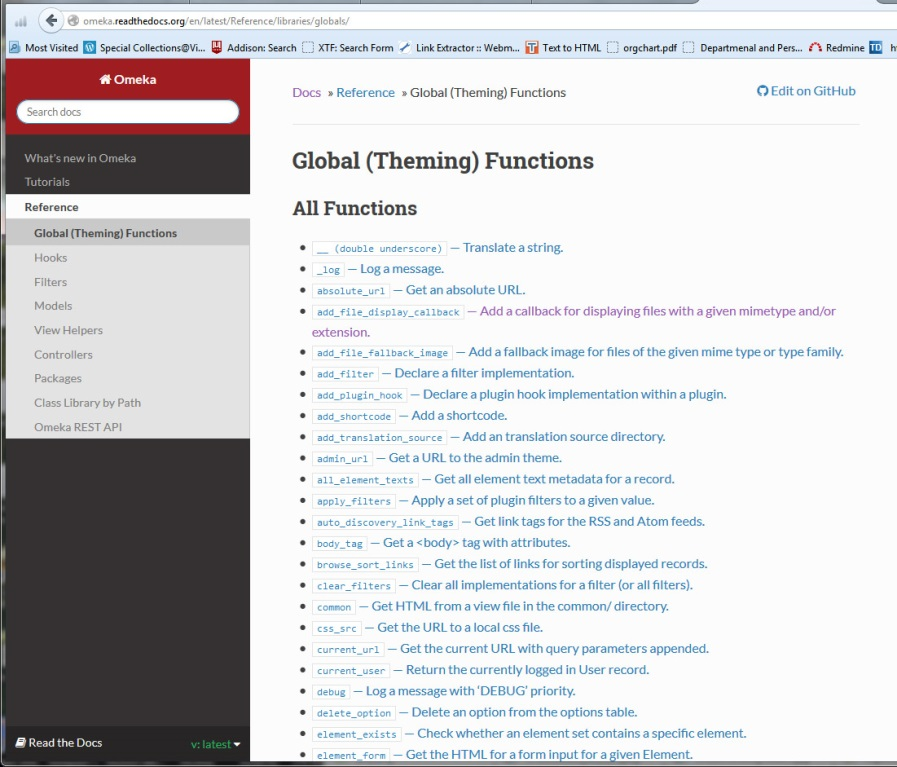 omeka.readthedocs.org/en/latest/Reference/libraries/globals/
Most Visited Special Collections@Vi... Addison: Search XTF: Search Form Link Extractor :: Webm... Text to HTML orgchart.pdf Departmenal and Pers... Redmine TD
Omeka
Search docs
What's new in Omeka
Tutorials
Reference
Global (Theming) Functions
Hooks
Filters
Models
View Helpers
Controllers
Packages
Class Library by Path
Omeka REST API
Read the Docs v: latest
Docs » Reference » Global (Theming) Functions Edit on GitHub
Global (Theming) Functions
All Functions
__ (double underscore) — Translate a string.
_log — Log a message.
absolute_url — Get an absolute URL.
add_file_display_callback — Add a callback for displaying files with a given mimetype and/or
extension.
add_file_fallback_image — Add a fallback image for files of the given mime type or type family.
add_filter — Declare a filter implementation.
add_plugin_hook — Declare a plugin hook implementation within a plugin.
add_shortcode — Add a shortcode.
add_translation_source — Add an translation source directory.
admin_url — Get a URL to the admin theme.
all_element_texts — Get all element text metadata for a record.
apply_filters — Apply a set of plugin filters to a given value.
auto_discovery_link_tags — Get link tags for the RSS and Atom feeds.
body_tag — Get a <body> tag with attributes.
browse_sort_links — Get the list of links for sorting displayed records.
clear_filters — Clear all implementations for a filter (or all filters).
common — Get HTML from a view file in the common/ directory.
css_src — Get the URL to a local css file.
current_url — Get the current URL with query parameters appended.
current_user — Return the currently logged in User record.
debug — Log a message with ‘DEBUG’ priority.
delete_option — Delete an option from the options table.
element_exists — Check whether an element set contains a specific element.
element_form — Get the HTML for a form input for a given Element.